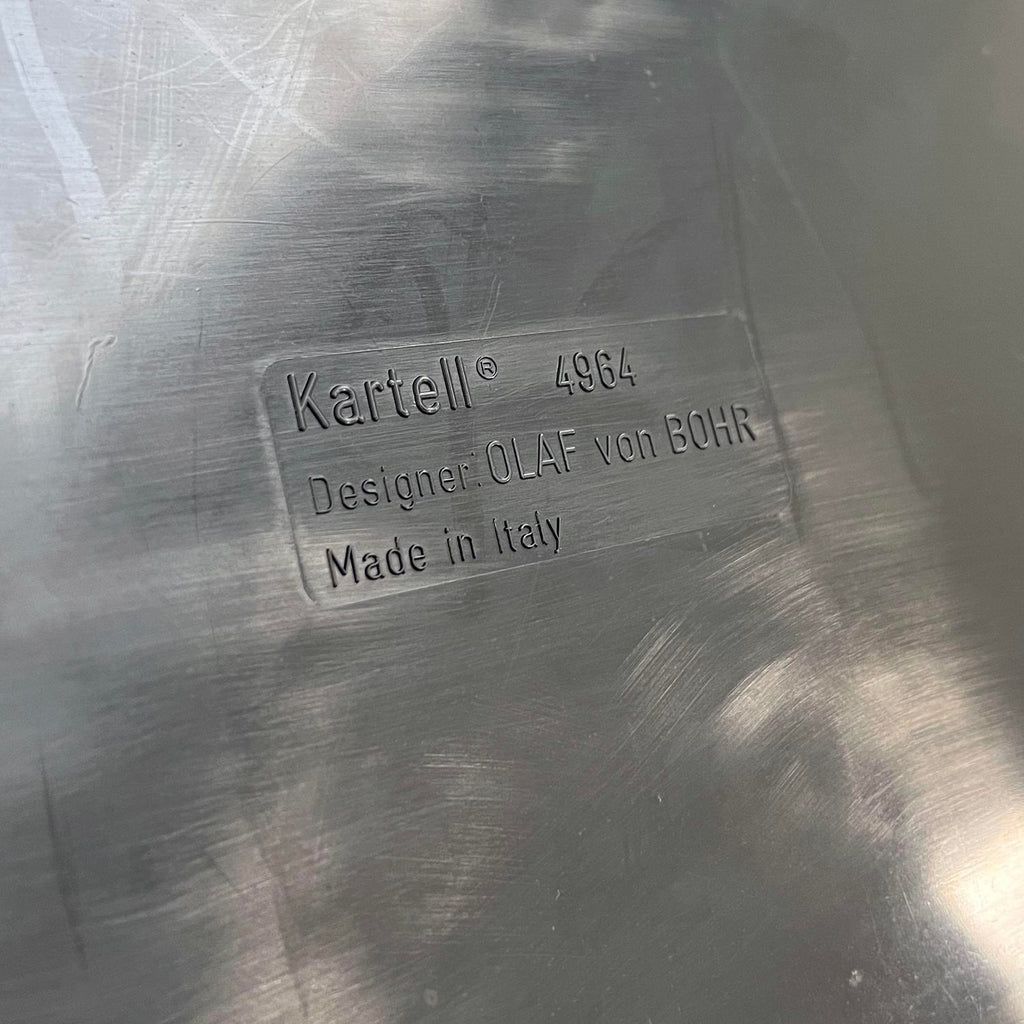 Kartell® 4964
Designer: OLAF von BOHR
Made in Italy